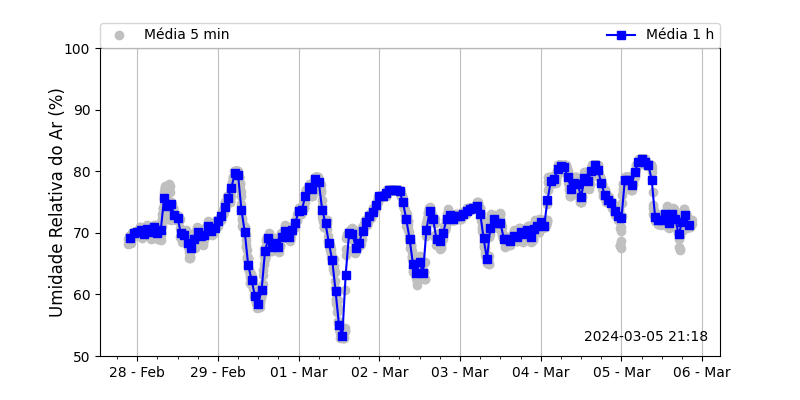 Média 5 min
Média 1 h
Umidade Relativa do Ar (%)
100
90
80
70
60
50
2024-03-05 21:18
28 - Feb
29 - Feb
01 - Mar
02 - Mar
03 - Mar
04 - Mar
05 - Mar
06 - Mar